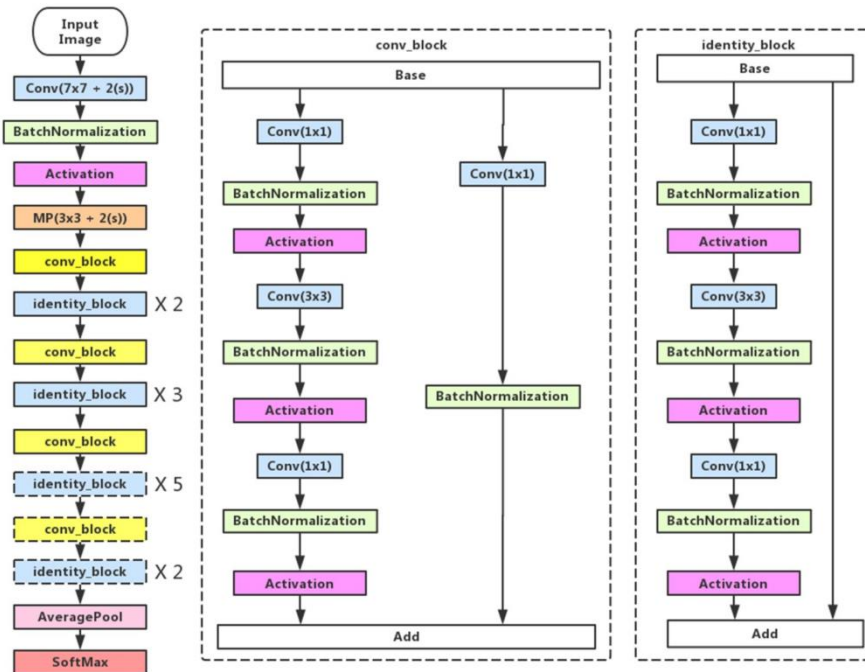 Input
Image
Conv(7x7 + 2(s))
BatchNormalization
Activation
MP(3x3 + 2(s))
conv_block
identity_block X 2
conv_block
identity_block X 3
conv_block
identity_block X 5
conv_block
identity_block X 2
AveragePool
SoftMax
conv_block
Base
Conv(1x1)
BatchNormalization
Activation
Conv(3x3)
BatchNormalization
Activation
Conv(1x1)
BatchNormalization
Activation
Conv(1x1)
BatchNormalization
Add
identity_block
Base
Conv(1x1)
BatchNormalization
Activation
Conv(3x3)
BatchNormalization
Activation
Conv(1x1)
BatchNormalization
Activation
Add